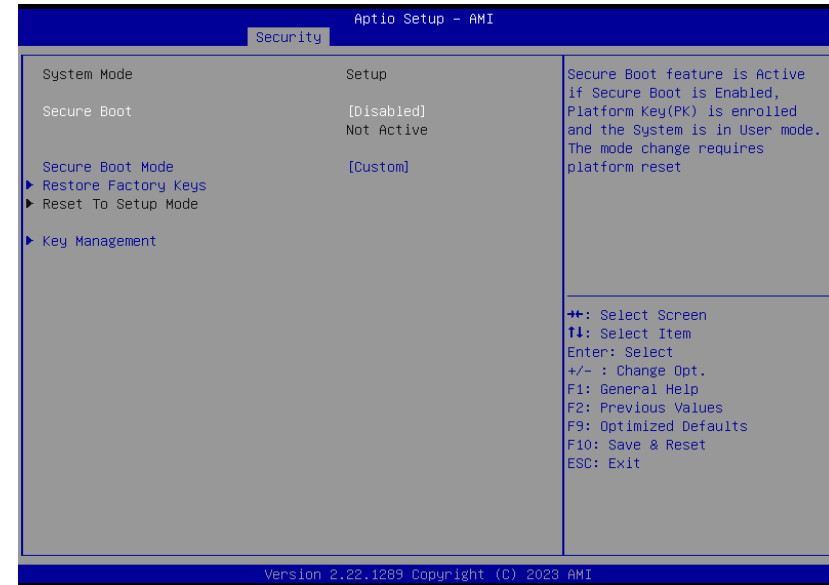 Aptio Setup – AMI
Security
System Mode Setup
Secure Boot [Disabled]
Not Active
Secure Boot Mode [Custom]
▶ Restore Factory Keys
▶ Reset To Setup Mode
▶ Key Management
Secure Boot feature is Active
if Secure Boot is Enabled,
Platform Key(PK) is enrolled
and the System is in User mode.
The mode change requires
platform reset
→←: Select Screen
↑↓: Select Item
Enter: Select
+/- : Change Opt.
F1: General Help
F2: Previous Values
F9: Optimized Defaults
F10: Save & Reset
ESC: Exit
Version 2.22.1289 Copyright (C) 2023 AMI